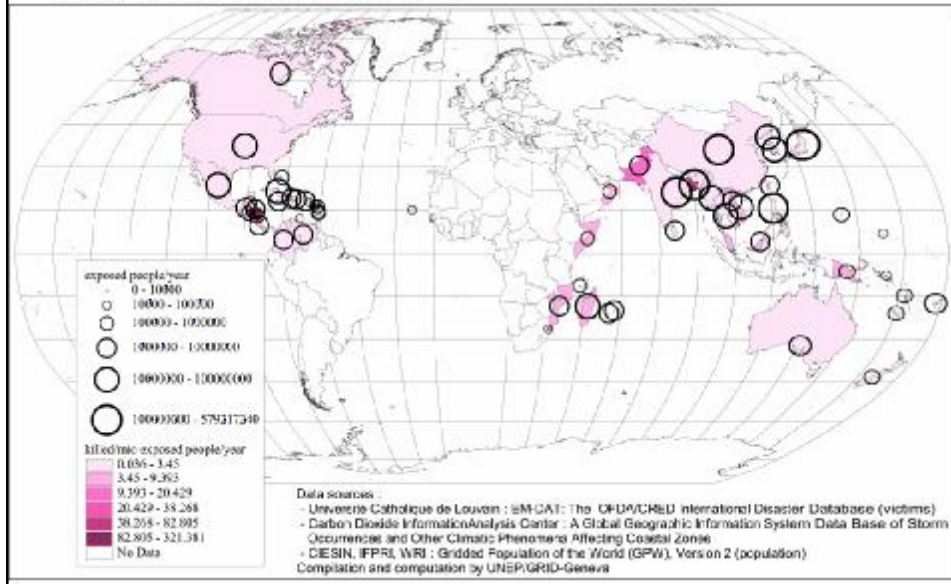 exposed people/year
0 - 10000
10000 - 100000
100000 - 1000000
1000000 - 10000000
10000000 - 100000000
100000000 - 579317340
killed/mio exposed people/year
0.036 - 3.45
3.45 - 9.393
9.393 - 20.429
20.429 - 38.268
38.268 - 82.805
82.805 - 321.381
No Data
Data sources :
- Université Catholique de Louvain : EM-DAT: The OFDA/CRED International Disaster Database (victims)
- Carbon Dioxide InformationAnalysis Center : A Global Geographic Information System Data Base of Storm
Occurrences and Other Climatic Phenomena Affecting Coastal Zones
- CIESIN, IFPRI, WRI : Gridded Population of the World (GPW), Version 2 (population)
Compilation and computation by UNEP/GRID-Geneva